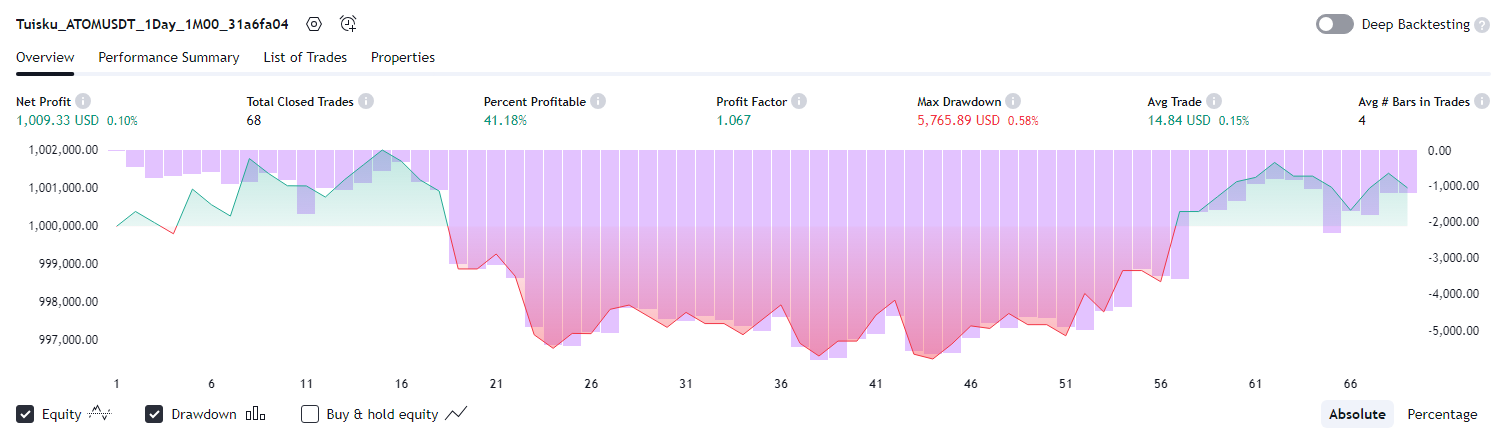 Tuisku_ATOMUSDT_1Day_1M00_31a6fa04
Deep Backtesting ?
Overview Performance Summary List of Trades Properties
Net Profit i Total Closed Trades i Percent Profitable i Profit Factor i Max Drawdown i Avg Trade i Avg # Bars in Trades i
1,009.33 USD 0.10% 68 41.18% 1.067 5,765.89 USD 0.58% 14.84 USD 0.15% 4
1,002,000.00 0.00
1,001,000.00 -1,000.00
1,000,000.00 -2,000.00
999,000.00 -3,000.00
998,000.00 -4,000.00
997,000.00 -5,000.00
1 6 11 16 21 26 31 36 41 46 51 56 61 66
Equity Drawdown Buy & hold equity Absolute Percentage